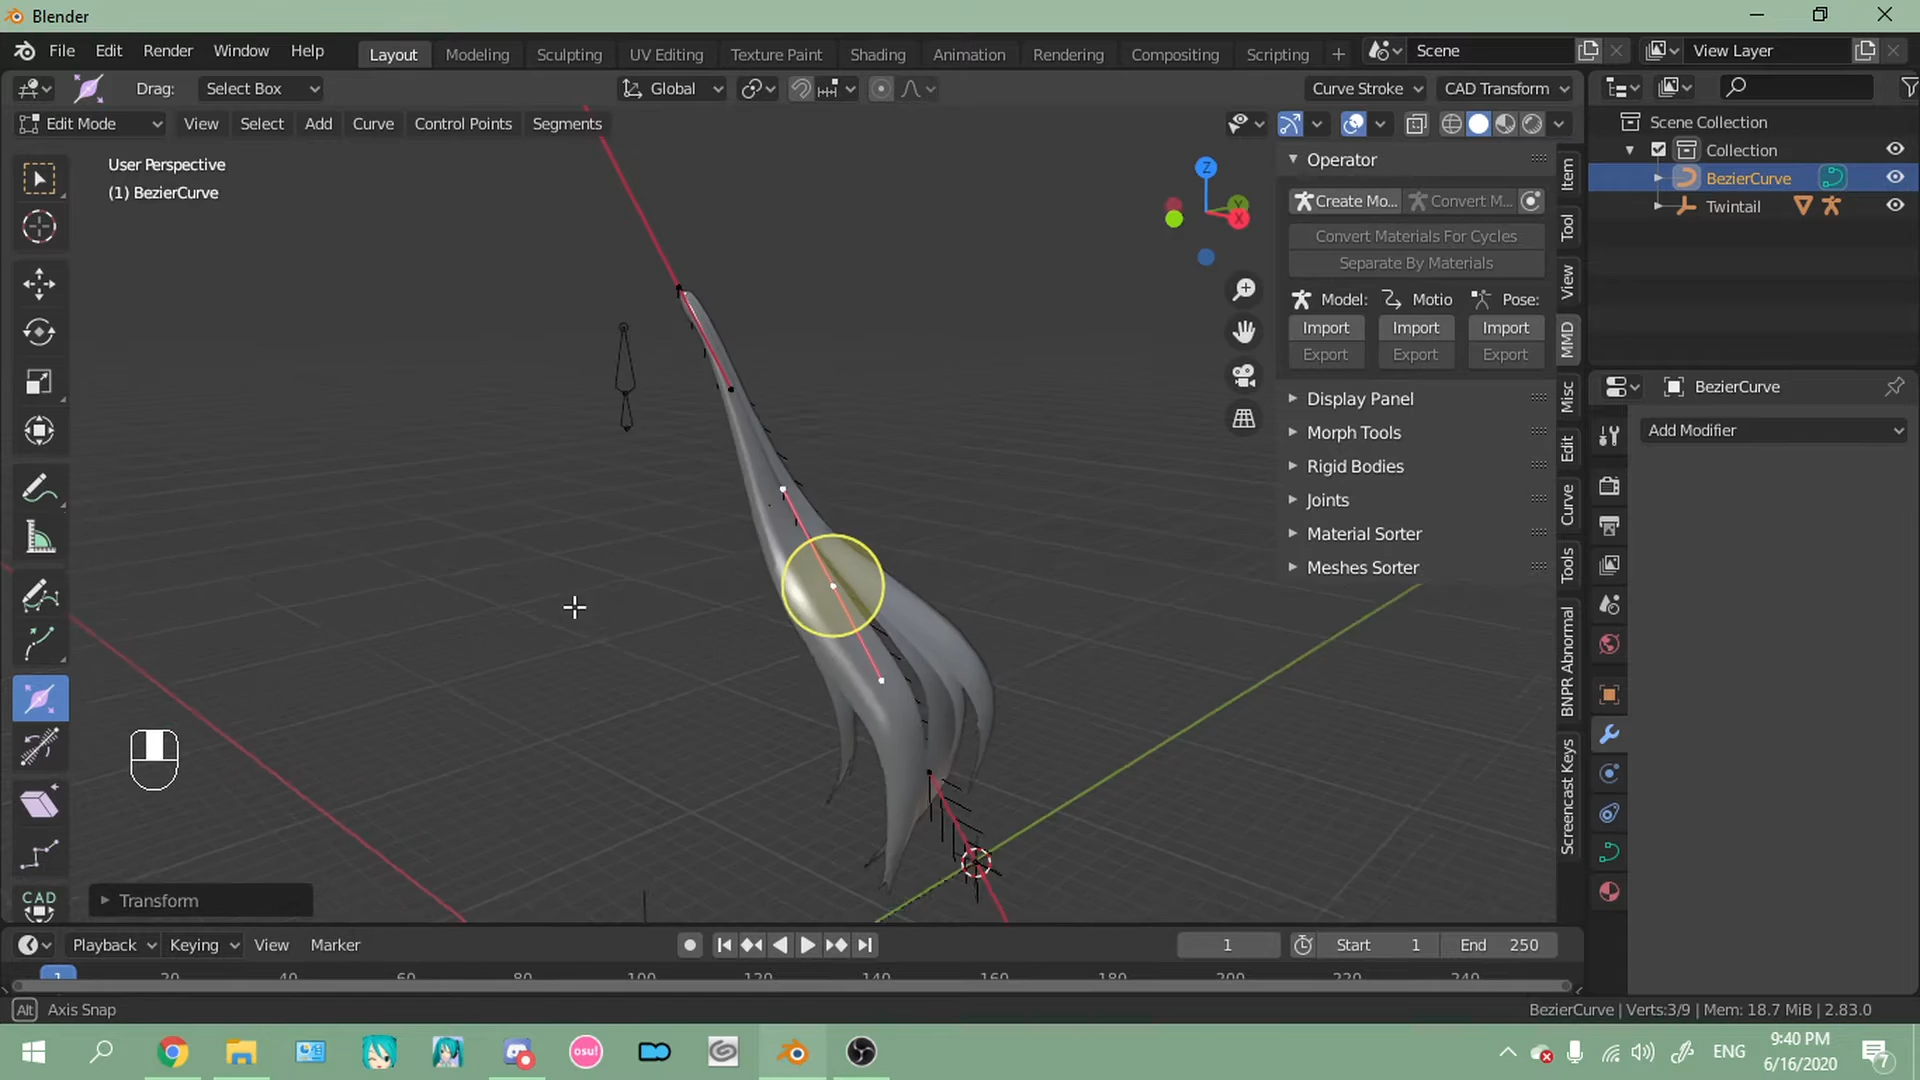 Blender
File Edit Render Window Help Layout Modeling Sculpting UV Editing Texture Paint Shading Animation Rendering Compositing Scripting + Scene View Layer
Drag: Select Box Global Curve Stroke CAD Transform
Edit Mode View Select Add Curve Control Points Segments
Scene Collection
Collection
BezierCurve
Twintail
User Perspective
(1) BezierCurve
Z
Y
X
Operator
Create Mo... Convert M...
Convert Materials For Cycles
Separate By Materials
Model: Motio Pose:
Import Import Import
Export Export Export
Display Panel
Morph Tools
Rigid Bodies
Joints
Material Sorter
Meshes Sorter
Item
Tool
View
MMD
Misc
Edit
Curve
Tools
BNPR Abnormal
Screencast Keys
BezierCurve
Add Modifier
CAD
Transform
Playback Keying View Marker 1 Start 1 End 250
1 20 40 60 80 100 120 140 160 180 200 220 240
Alt Axis Snap
BezierCurve | Verts:3/9 | Mem: 18.7 MiB | 2.83.0
osu!
ENG
9:40 PM
6/16/2020
7